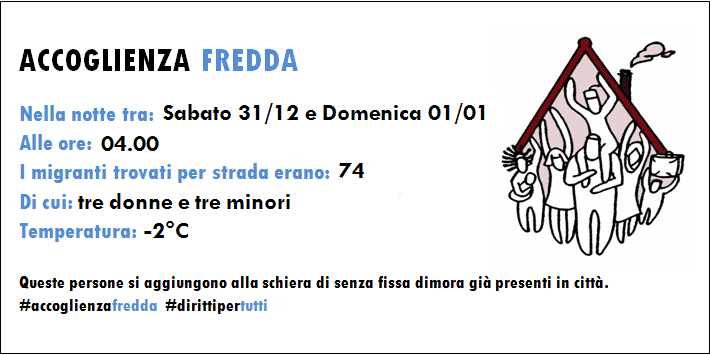 ACCOGLIENZA FREDDA
Nella notte tra: Sabato 31/12 e Domenica 01/01
Alle ore: 04.00
I migranti trovati per strada erano: 74
Di cui: tre donne e tre minori
Temperatura: -2°C
Queste persone si aggiungono alla schiera di senza fissa dimora già presenti in città.
#accoglienzafredda #dirittipertutti